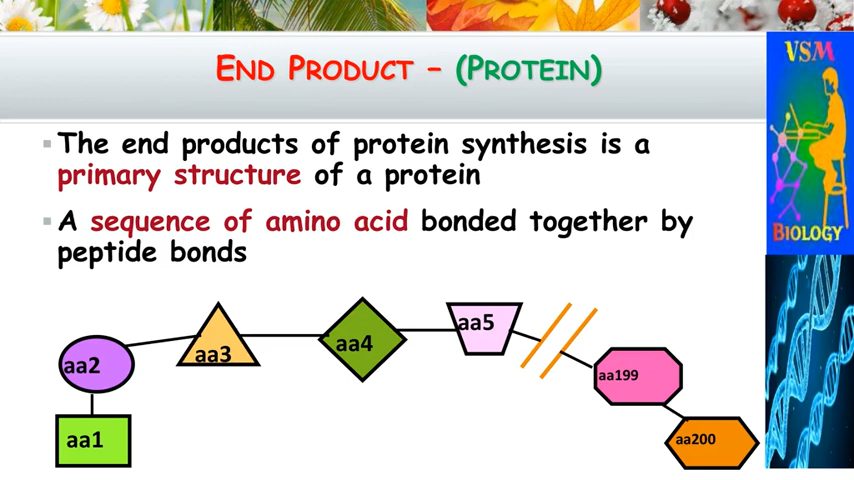 END PRODUCT – (PROTEIN)
VSM
BIOLOGY
The end products of protein synthesis is a
primary structure of a protein
A sequence of amino acid bonded together by
peptide bonds
aa1
aa2
aa3
aa4
aa5
aa199
aa200